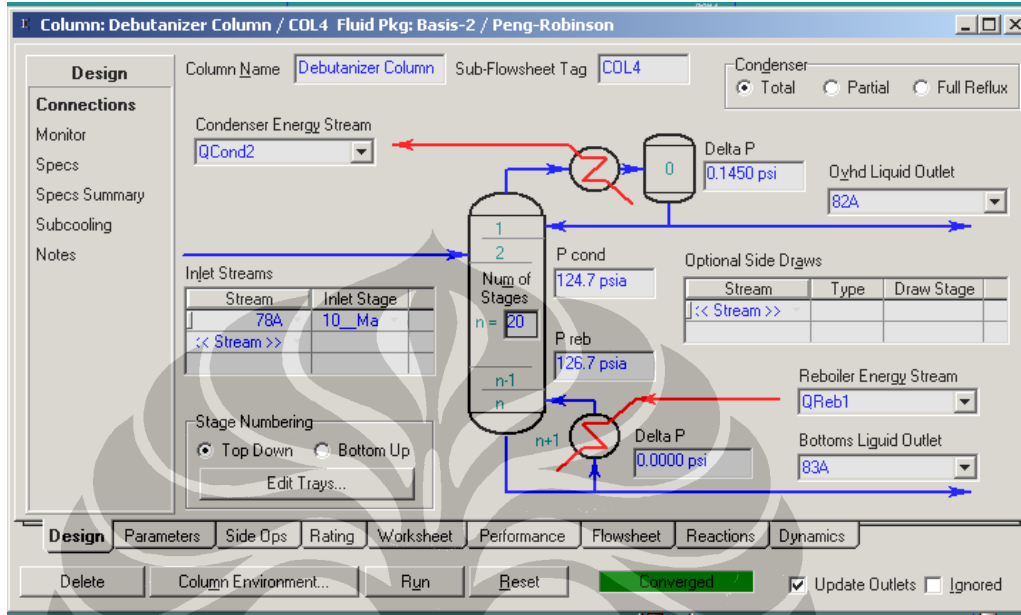 Column: Debutanizer Column / COL4 Fluid Pkg: Basis-2 / Peng-Robinson
Design
Connections
Monitor
Specs
Specs Summary
Subcooling
Notes
Column Name Debutanizer Column Sub-Flowsheet Tag COL4
Condenser
Total Partial Full Reflux
Condenser Energy Stream
QCond2
0
Delta P
0.1450 psi
Ovhd Liquid Outlet
82A
1
2
Num of
Stages
n = 20
n-1
n
n+1
P cond
124.7 psia
P reb
126.7 psia
Inlet Streams
Stream Inlet Stage
78A 10__Ma
<< Stream >>
Optional Side Draws
Stream Type Draw Stage
<< Stream >>
Stage Numbering
Top Down Bottom Up
Edit Trays...
Delta P
0.0000 psi
Reboiler Energy Stream
QReb1
Bottoms Liquid Outlet
83A
Design Parameters Side Ops Rating Worksheet Performance Flowsheet Reactions Dynamics
Delete Column Environment... Run Reset Converged Update Outlets Ignored